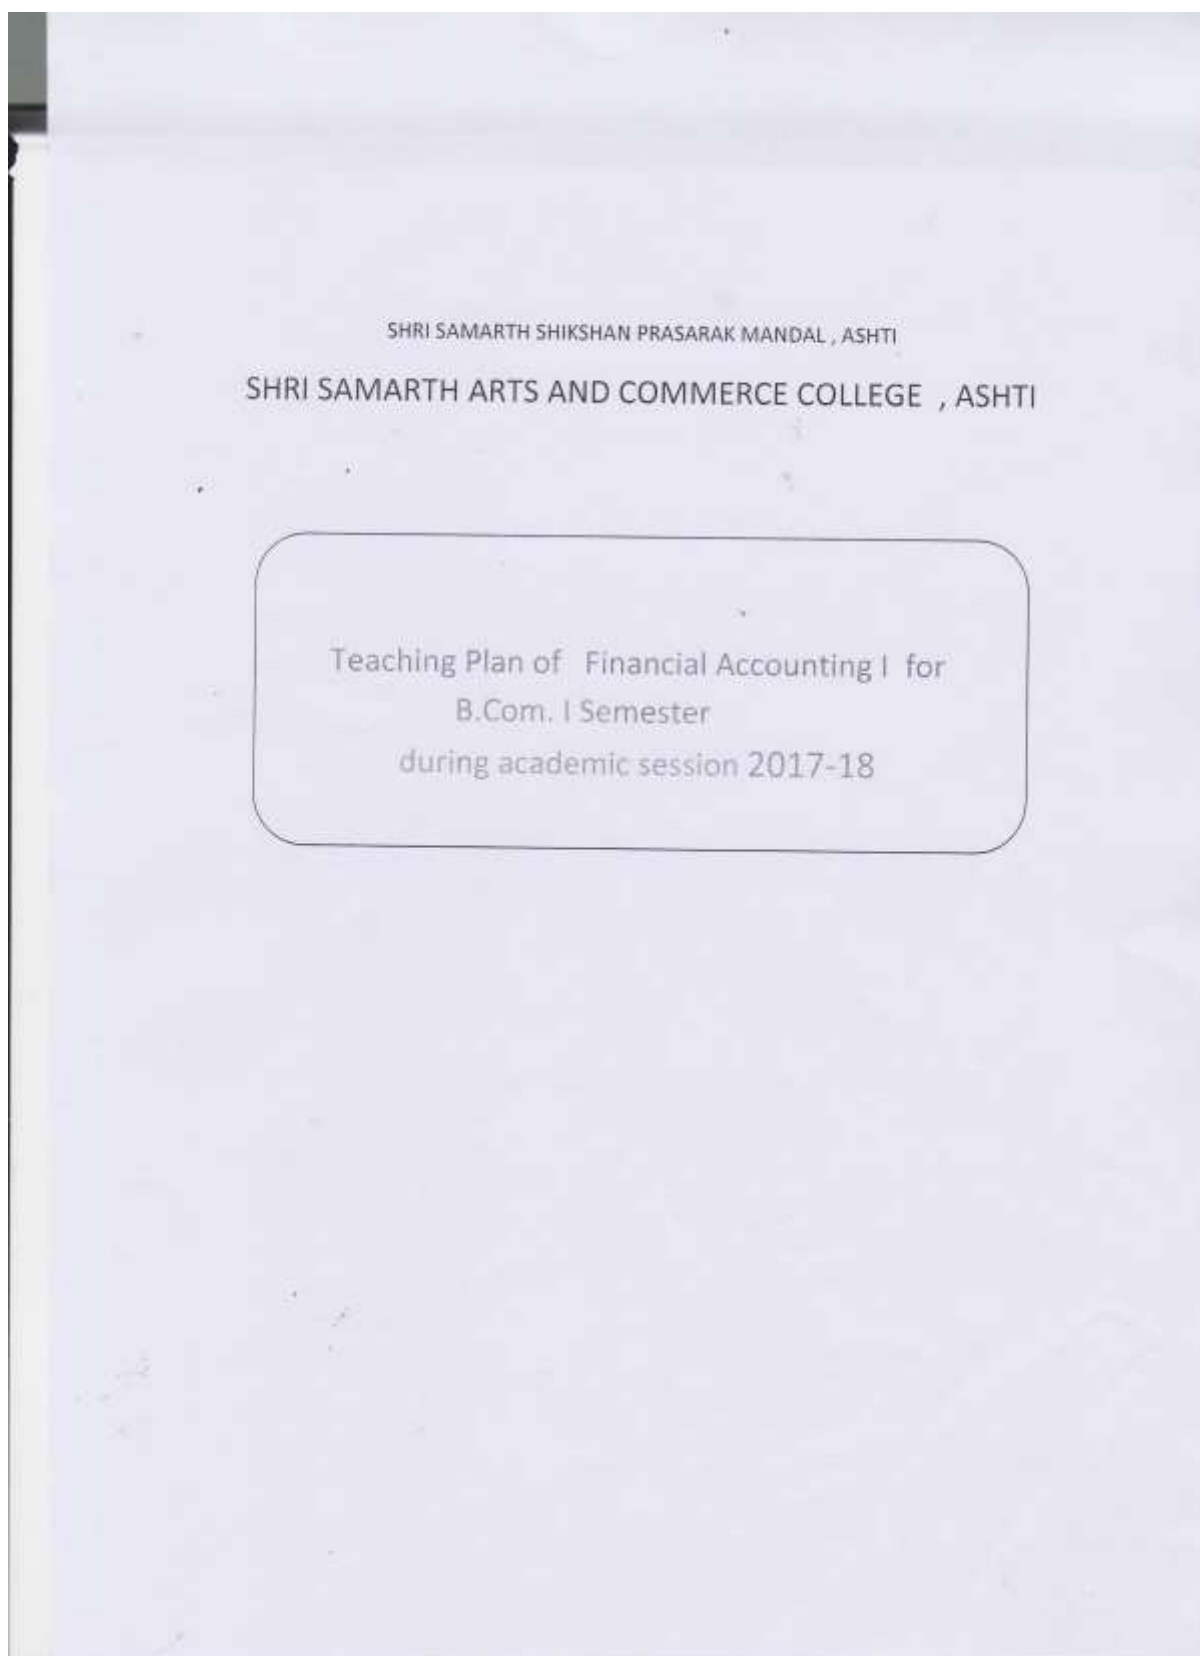 SHRI SAMARTH SHIKSHAN PRASARAK MANDAL , ASHTI
SHRI SAMARTH ARTS AND COMMERCE COLLEGE , ASHTI
Teaching Plan of Financial Accounting I for
B.Com. I Semester
during academic session 2017-18